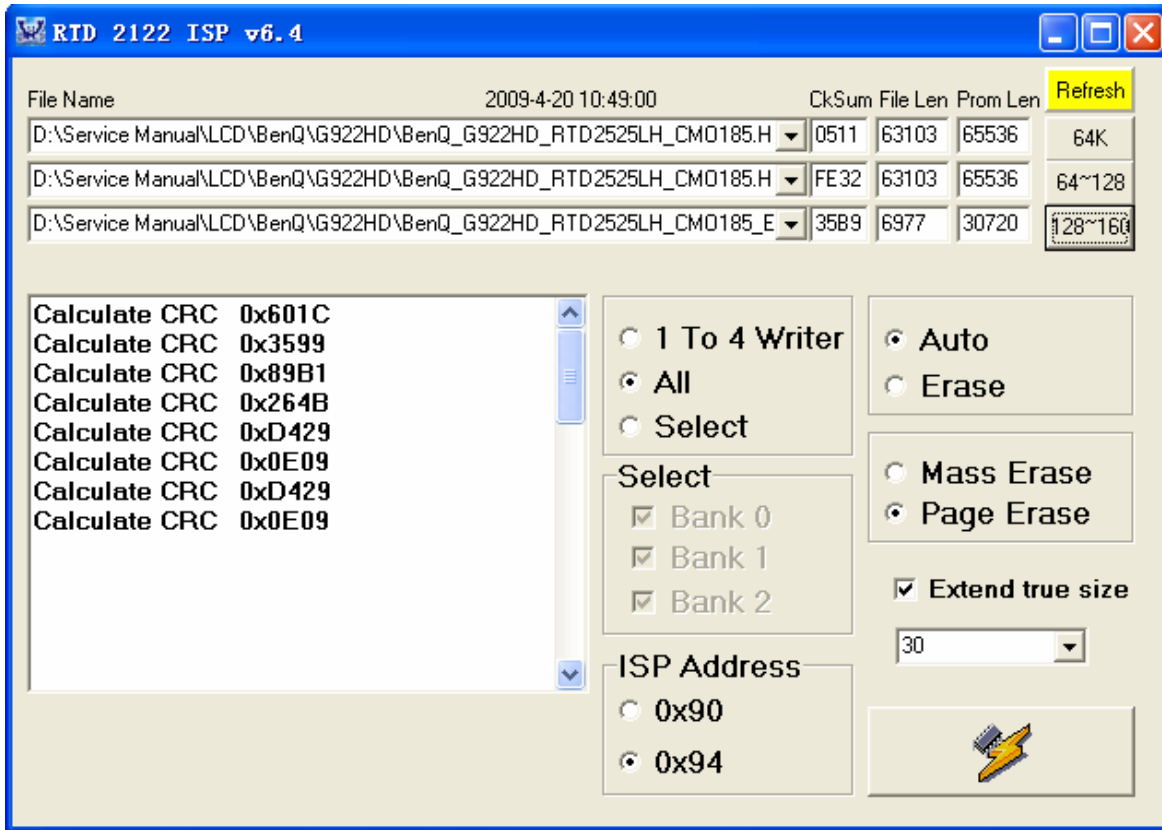 RTD 2122 ISP v6.4
File Name 2009-4-20 10:49:00 CkSum File Len Prom Len Refresh
D:\Service Manual\LCD\BenQ\G922HD\BenQ_G922HD_RTD2525LH_CMO185.H 0511 63103 65536 64K
D:\Service Manual\LCD\BenQ\G922HD\BenQ_G922HD_RTD2525LH_CMO185.H FE32 63103 65536 64~128
D:\Service Manual\LCD\BenQ\G922HD\BenQ_G922HD_RTD2525LH_CMO185_E 35B9 6977 30720 128~160
Calculate CRC 0x601C
Calculate CRC 0x3599
Calculate CRC 0x89B1
Calculate CRC 0x264B
Calculate CRC 0xD429
Calculate CRC 0x0E09
Calculate CRC 0xD429
Calculate CRC 0x0E09
1 To 4 Writer
All
Select
Select
Bank 0
Bank 1
Bank 2
ISP Address
0x90
0x94
Auto
Erase
Mass Erase
Page Erase
Extend true size
30